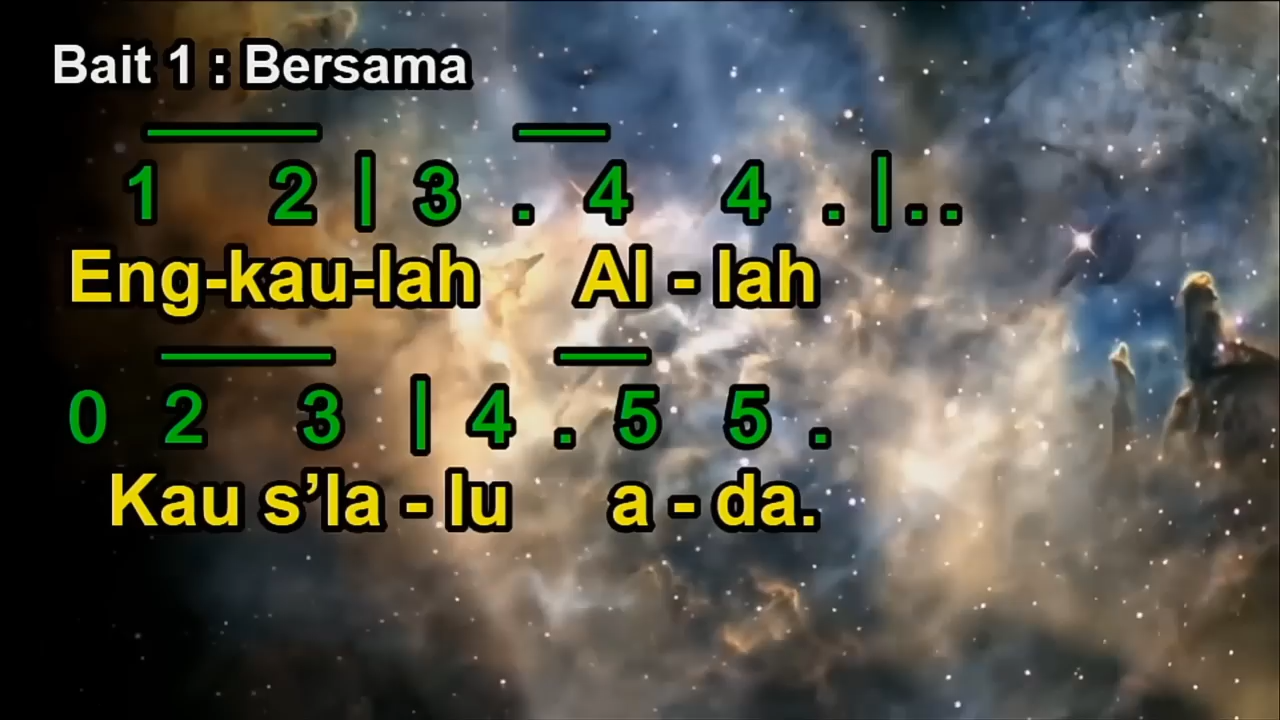 Bait 1 : Bersama
1 2 | 3 . 4 4 . | . .
Eng-kau-lah Al - lah
0 2 3 | 4 . 5 5 .
Kau s’la - lu a - da.